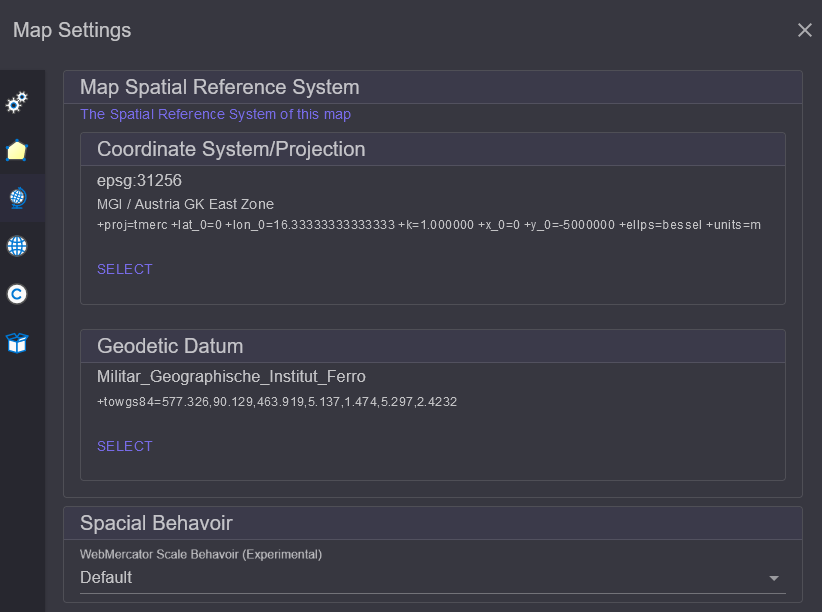 Map Settings
Map Spatial Reference System
The Spatial Reference System of this map
Coordinate System/Projection
epsg:31256
MGI / Austria GK East Zone
+proj=tmerc +lat_0=0 +lon_0=16.33333333333333 +k=1.000000 +x_0=0 +y_0=-5000000 +ellps=bessel +units=m
SELECT
Geodetic Datum
Militar_Geographische_Institut_Ferro
+towgs84=577.326,90.129,463.919,5.137,1.474,5.297,2.4232
SELECT
Spacial Behavoir
WebMercator Scale Behavoir (Experimental)
Default